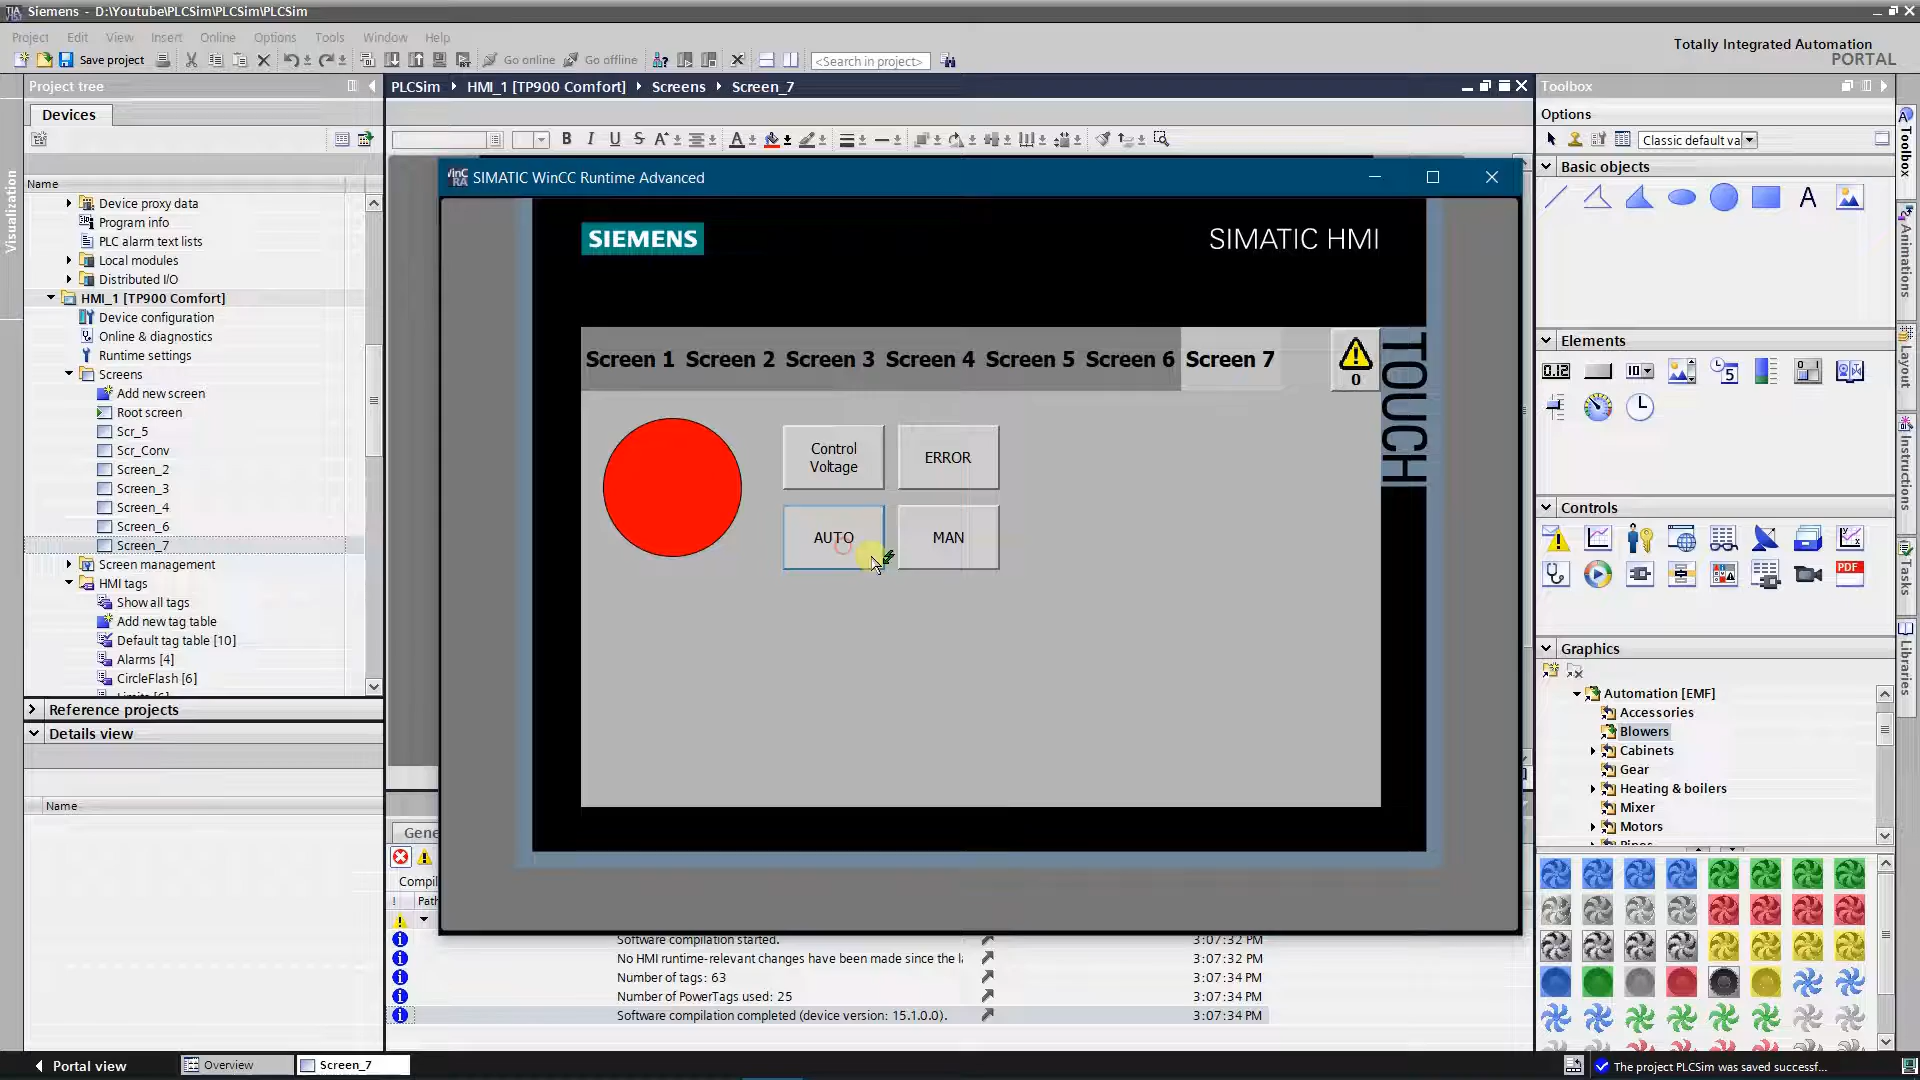 Siemens - D:\Youtube\PLCSim\PLCSim\PLCSim
Project Edit View Insert Online Options Tools Window Help
Totally Integrated Automation
PORTAL
Save project
Go online
Go offline
<Search in project>
Project tree
PLCSim
HMI_1 [TP900 Comfort]
Screens
Screen_7
Toolbox
Devices
Options
Classic default va
Visualization
Name
Device proxy data
Program info
PLC alarm text lists
Local modules
Distributed I/O
HMI_1 [TP900 Comfort]
Device configuration
Online & diagnostics
Runtime settings
Screens
Add new screen
Root screen
Scr_5
Scr_Conv
Screen_2
Screen_3
Screen_4
Screen_6
Screen_7
Screen management
HMI tags
Show all tags
Add new tag table
Default tag table [10]
Alarms [4]
CircleFlash [6]
Reference projects
Details view
Name
SIMATIC WinCC Runtime Advanced
SIEMENS
SIMATIC HMI
TOUCH
Screen 1 Screen 2 Screen 3 Screen 4 Screen 5 Screen 6 Screen 7
0
Control
Voltage
ERROR
AUTO
MAN
Gene
Compil
! Path
Software compilation started. 3:07:32 PM
No HMI runtime-relevant changes have been made since the la 3:07:32 PM
Number of tags: 63 3:07:34 PM
Number of PowerTags used: 25 3:07:34 PM
Software compilation completed (device version: 15.1.0.0). 3:07:34 PM
Basic objects
A
Elements
0.12
10
5
Controls
PDF
Graphics
Automation [EMF]
Accessories
Blowers
Cabinets
Gear
Heating & boilers
Mixer
Motors
Toolbox
Animations
Layout
Instructions
Tasks
Libraries
Portal view
Overview
Screen_7
The project PLCSim was saved successf...